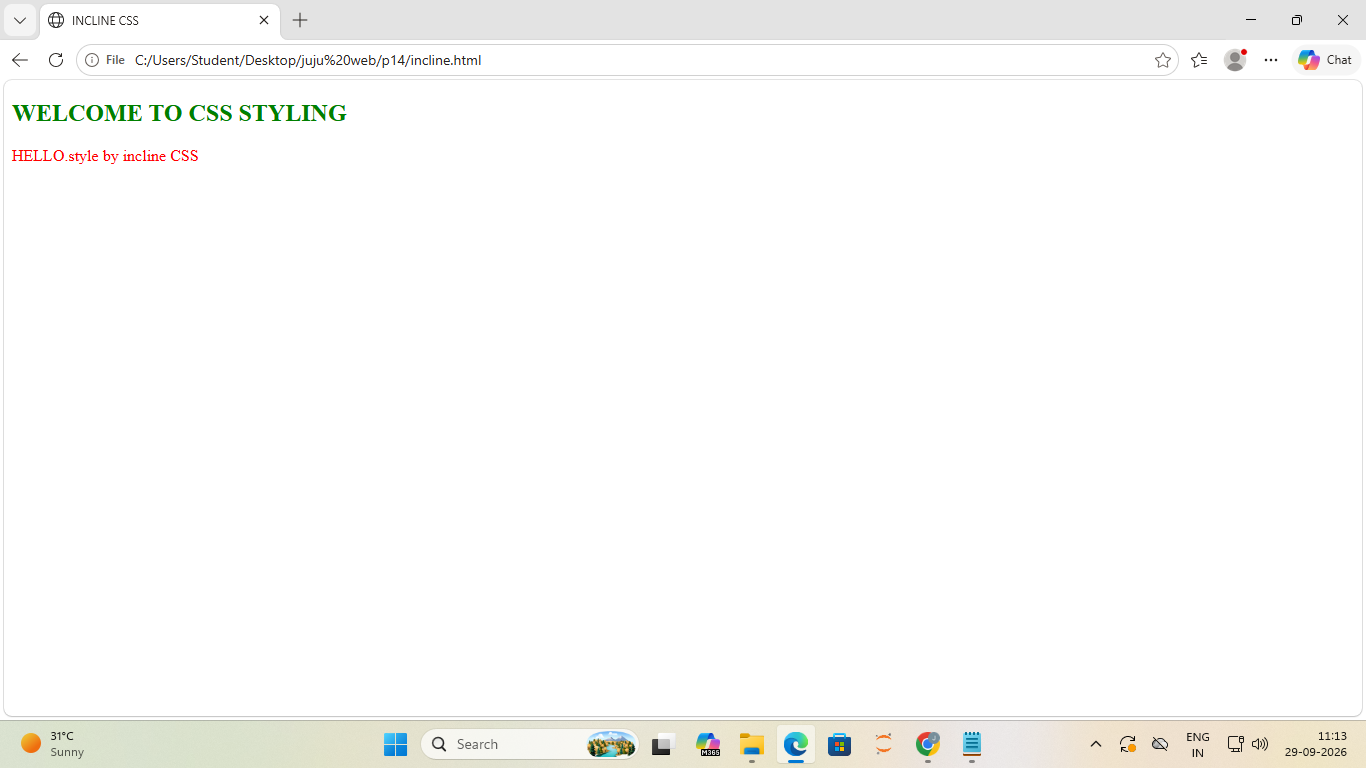 INCLINE CSS
File C:/Users/Student/Desktop/juju%20web/p14/incline.html
Chat
WELCOME TO CSS STYLING
HELLO.style by incline CSS
31°C
Sunny
Search
M365
ENG
IN
11:13
29-09-2026